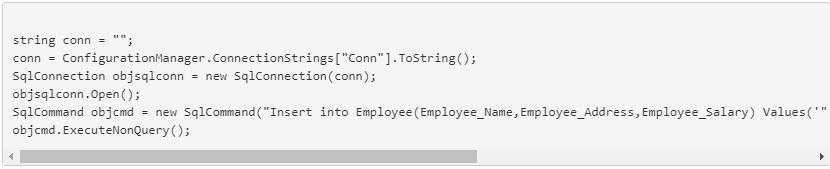 string conn = "";
conn = ConfigurationManager.ConnectionStrings["Conn"].ToString();
SqlConnection objsqlconn = new SqlConnection(conn);
objsqlconn.Open();
SqlCommand objcmd = new SqlCommand("Insert into Employee(Employee_Name,Employee_Address,Employee_Salary) Values('"
objcmd.ExecuteNonQuery();